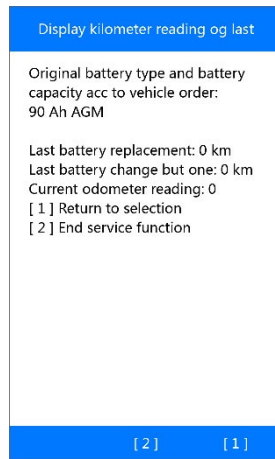 Display kilometer reading og last
Original battery type and battery
capacity acc to vehicle order:
90 Ah AGM
Last battery replacement: 0 km
Last battery change but one: 0 km
Current odometer reading: 0
[ 1 ] Return to selection
[ 2 ] End service function
[ 2 ] [ 1 ]